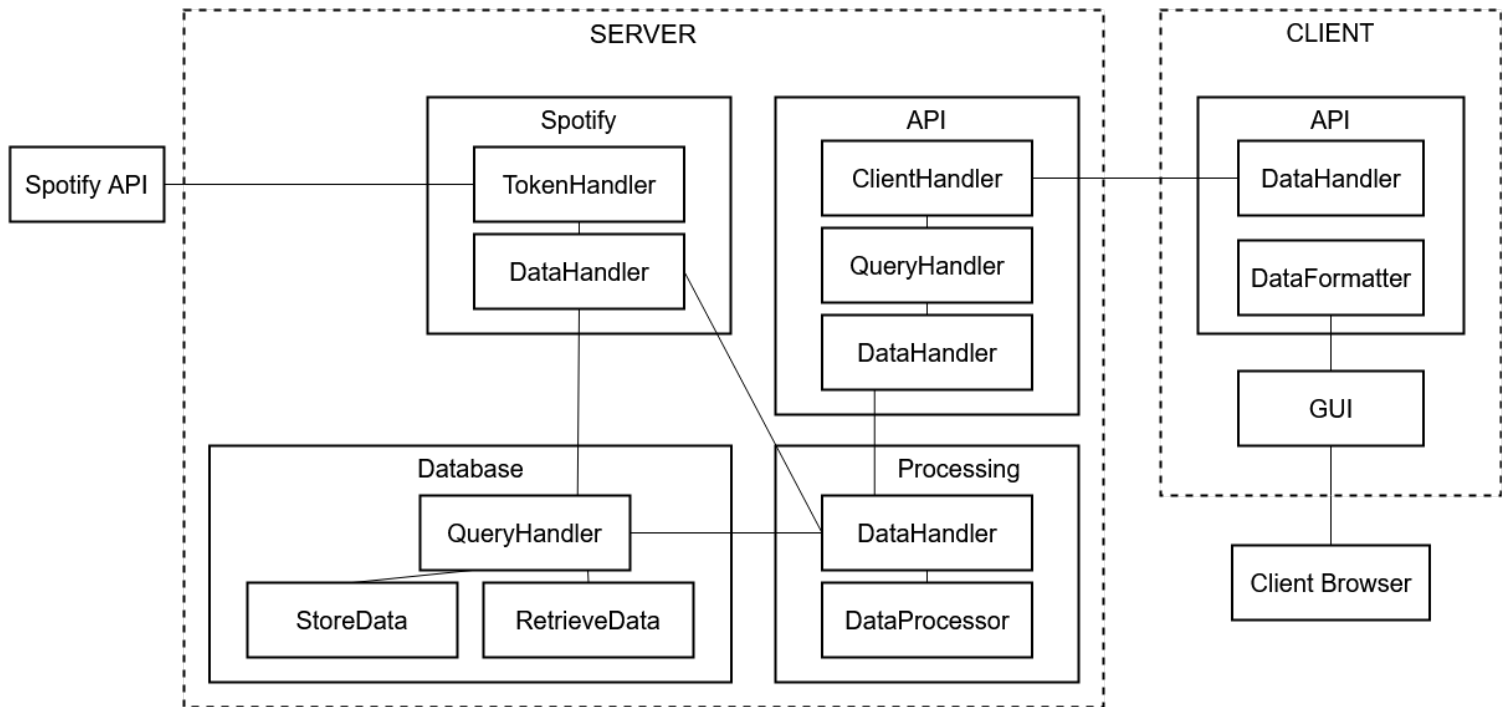 SERVER
CLIENT
Spotify
API
API
Spotify API
TokenHandler
ClientHandler
DataHandler
DataHandler
QueryHandler
DataFormatter
DataHandler
GUI
Database
Processing
QueryHandler
DataHandler
Client Browser
StoreData
RetrieveData
DataProcessor